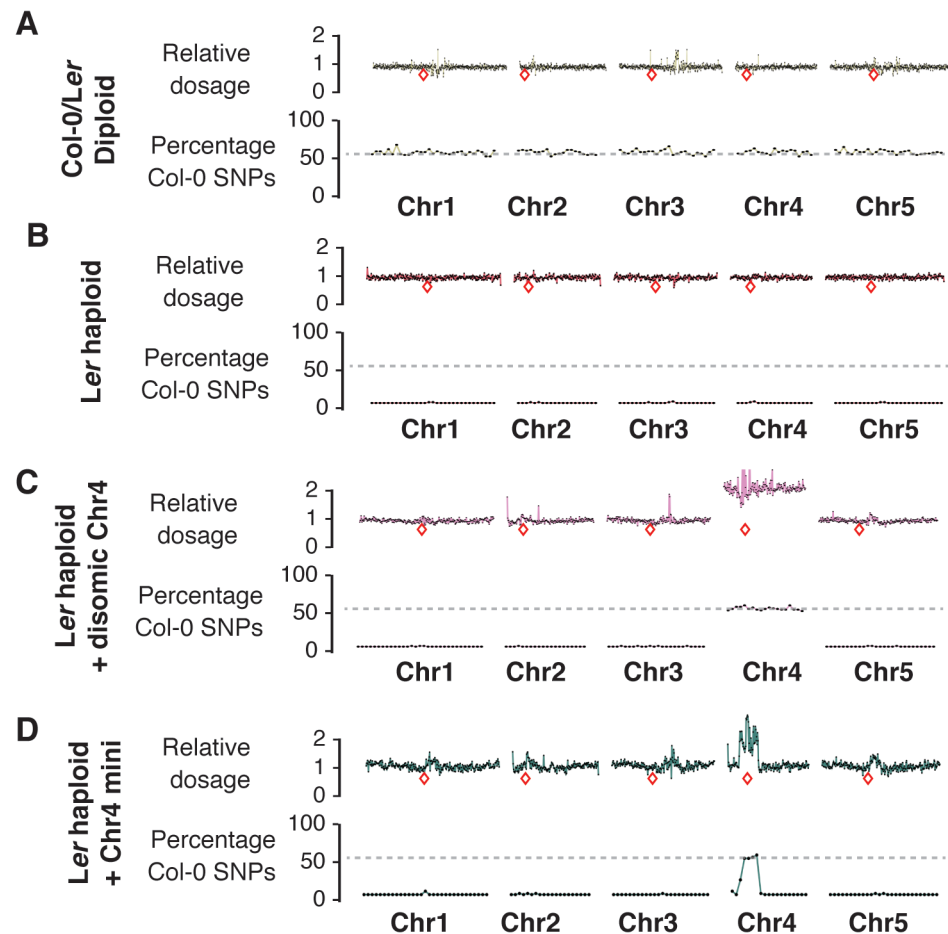 A
Col-0/Ler
Diploid
Relative
dosage
2
1
0
Percentage
Col-0 SNPs
100
50
0
Chr1 Chr2 Chr3 Chr4 Chr5
B
Ler haploid
Relative
dosage
2
1
0
Percentage
Col-0 SNPs
100
50
0
Chr1 Chr2 Chr3 Chr4 Chr5
C
Ler haploid
+ disomic Chr4
Relative
dosage
2
1
0
Percentage
Col-0 SNPs
100
50
0
Chr1 Chr2 Chr3 Chr4 Chr5
D
Ler haploid
+ Chr4 mini
Relative
dosage
2
1
0
Percentage
Col-0 SNPs
100
50
0
Chr1 Chr2 Chr3 Chr4 Chr5